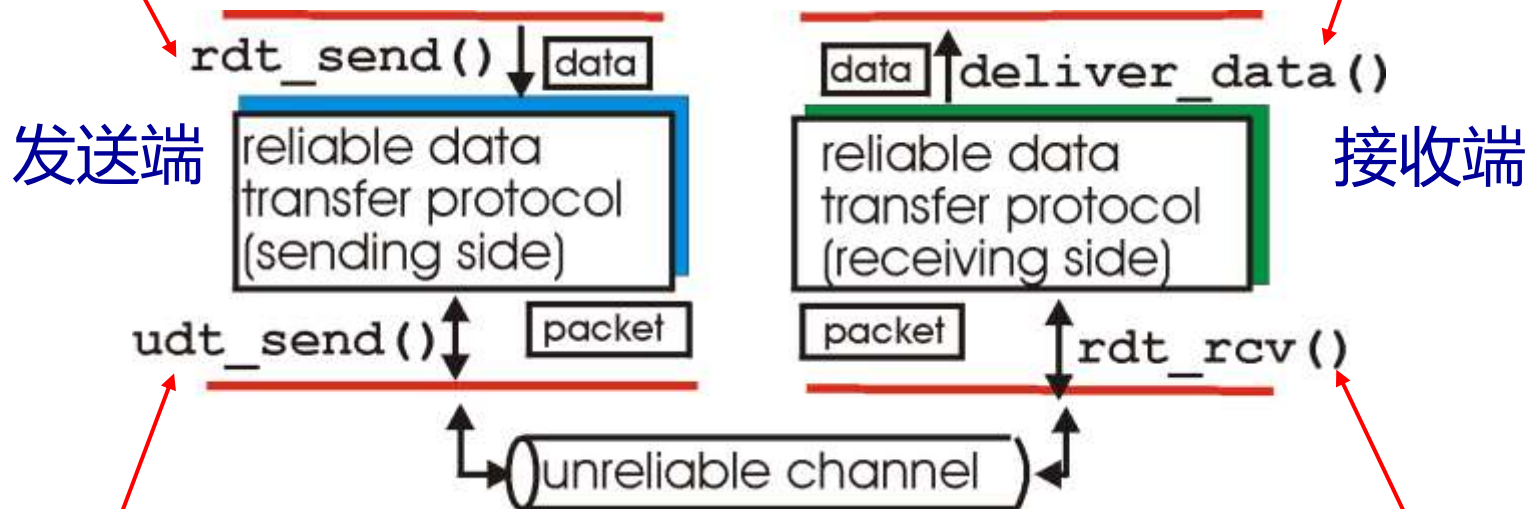 rdt_send()
data
data
deliver_data()
发送端
reliable data
transfer protocol
(sending side)
reliable data
transfer protocol
(receiving side)
接收端
udt_send()
packet
packet
rdt_rcv()
unreliable channel